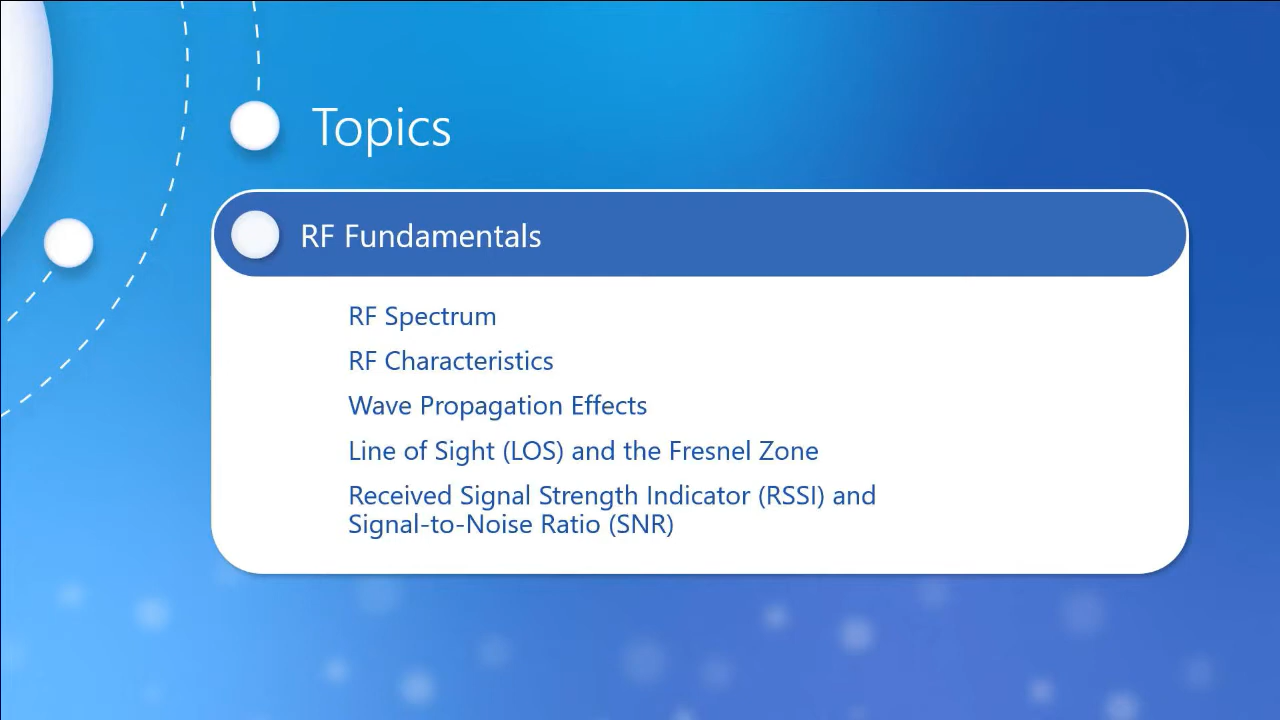 Topics
RF Fundamentals
RF Spectrum
RF Characteristics
Wave Propagation Effects
Line of Sight (LOS) and the Fresnel Zone
Received Signal Strength Indicator (RSSI) and
Signal-to-Noise Ratio (SNR)